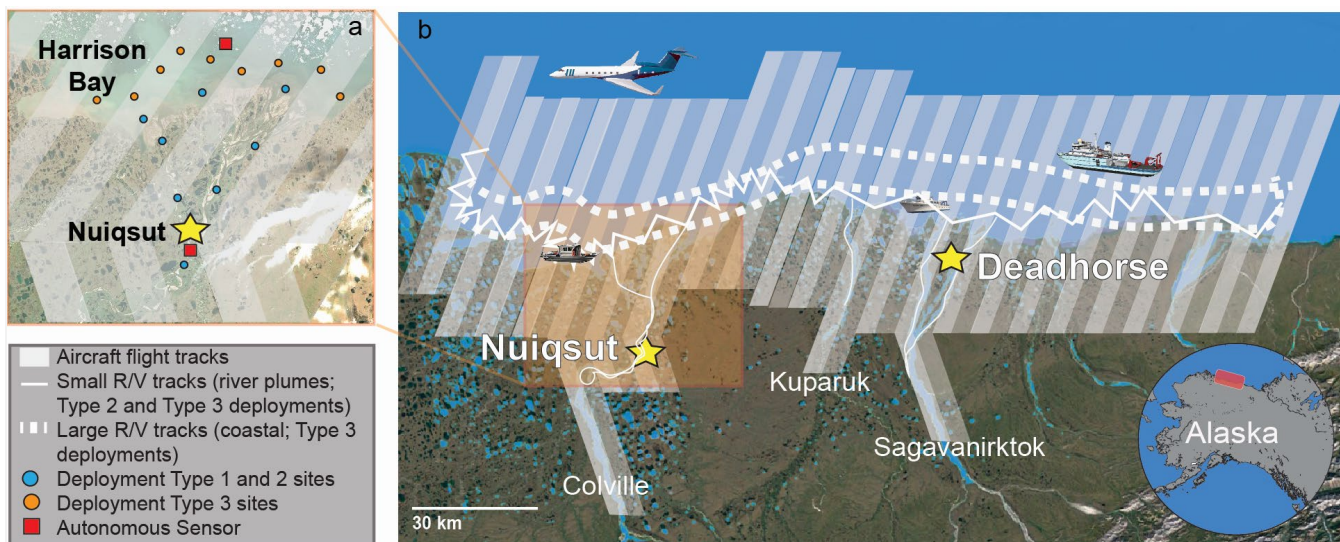 a
Harrison
Bay
Nuiqsut
Aircraft flight tracks
Small R/V tracks (river plumes;
Type 2 and Type 3 deployments)
Large R/V tracks (coastal; Type 3
deployments)
Deployment Type 1 and 2 sites
Deployment Type 3 sites
Autonomous Sensor
b
Deadhorse
Nuiqsut
Kuparuk
Sagavanirktok
Colville
30 km
Alaska